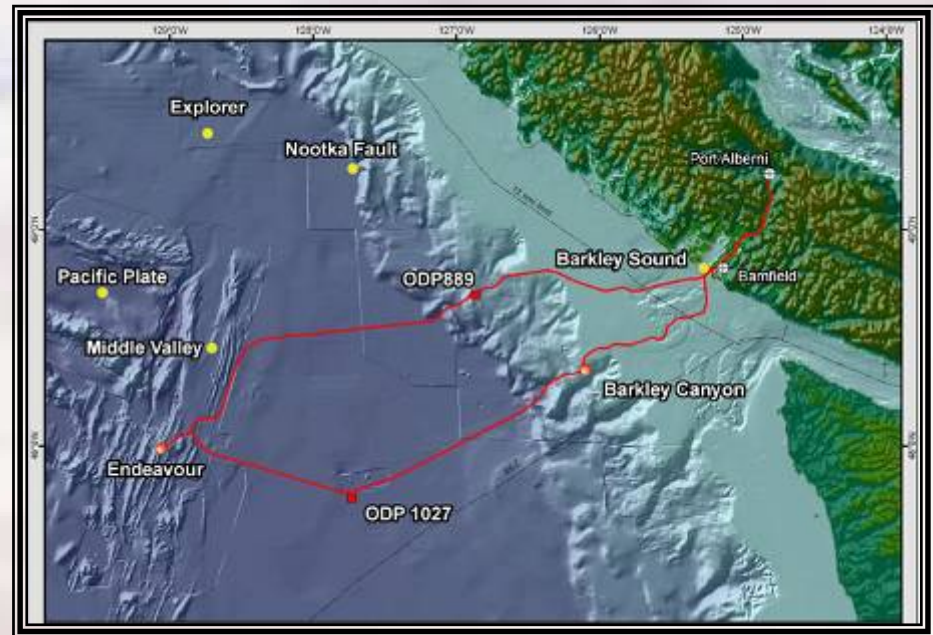 129°0'W 128°0'W 127°0'W 126°0'W 125°0'W 124°0'W
Explorer
Nootka Fault
Port Alberni
Barkley Sound
Bamfield
ODP889
Pacific Plate
Middle Valley
Barkley Canyon
Endeavour
ODP 1027